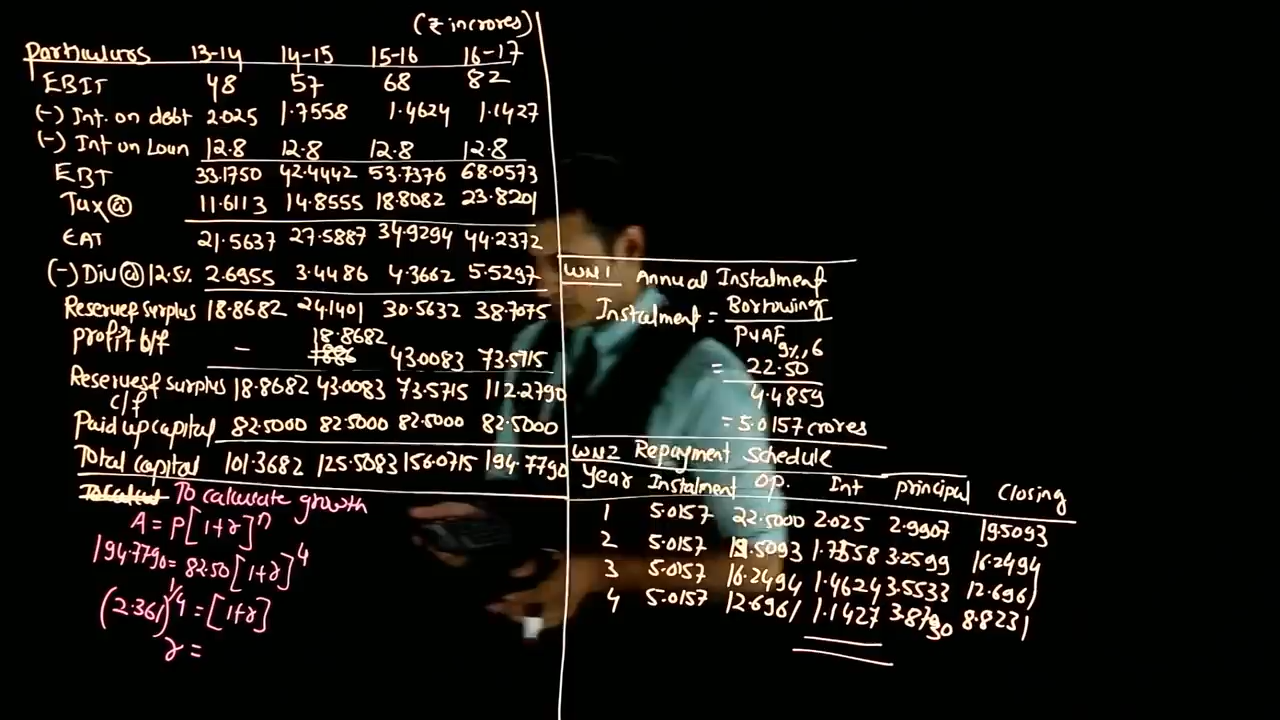 (₹ in crores)
Particulars 13-14 14-15 15-16 16-17
EBIT 48 57 68 82
(-) Int. on debt 2.025 1.7558 1.4624 1.1427
(-) Int on Loan 12.8 12.8 12.8 12.8
EBT 33.1750 42.4442 53.7376 68.0573
Tax @ 11.6113 14.8555 18.8082 23.8201
EAT 21.5637 27.5887 34.9294 44.2372
(-) Div @ 12.5% 2.6955 3.4486 4.3662 5.5297
Reserve & surplus 18.8682 24.1401 30.5632 38.7075
profit b/f - 18.8682 43.0083 73.5715
Reserves & surplus c/f 18.8682 43.0083 73.5715 112.2790
Paid up capital 82.5000 82.5000 82.5000 82.5000
Total capital 101.3682 125.5083 156.0715 194.7790
To calculate growth
A = P[1+r]^n
194.7790 = 82.50 [1+r]^4
(2.361)^1/4 = [1+r]
r =
WN1 Annual Instalment
Instalment = Borrowing
PVAF 9%, 6
= 22.50
4.4859
= 5.0157 crores
WN2 Repayment Schedule
Year Instalment Op. Int principal Closing
1 5.0157 22.5000 2.025 2.9907 19.5093
2 5.0157 19.5093 1.7558 3.2599 16.2494
3 5.0157 16.2494 1.4624 3.5533 12.6961
4 5.0157 12.6961 1.1427 3.8730 8.8231